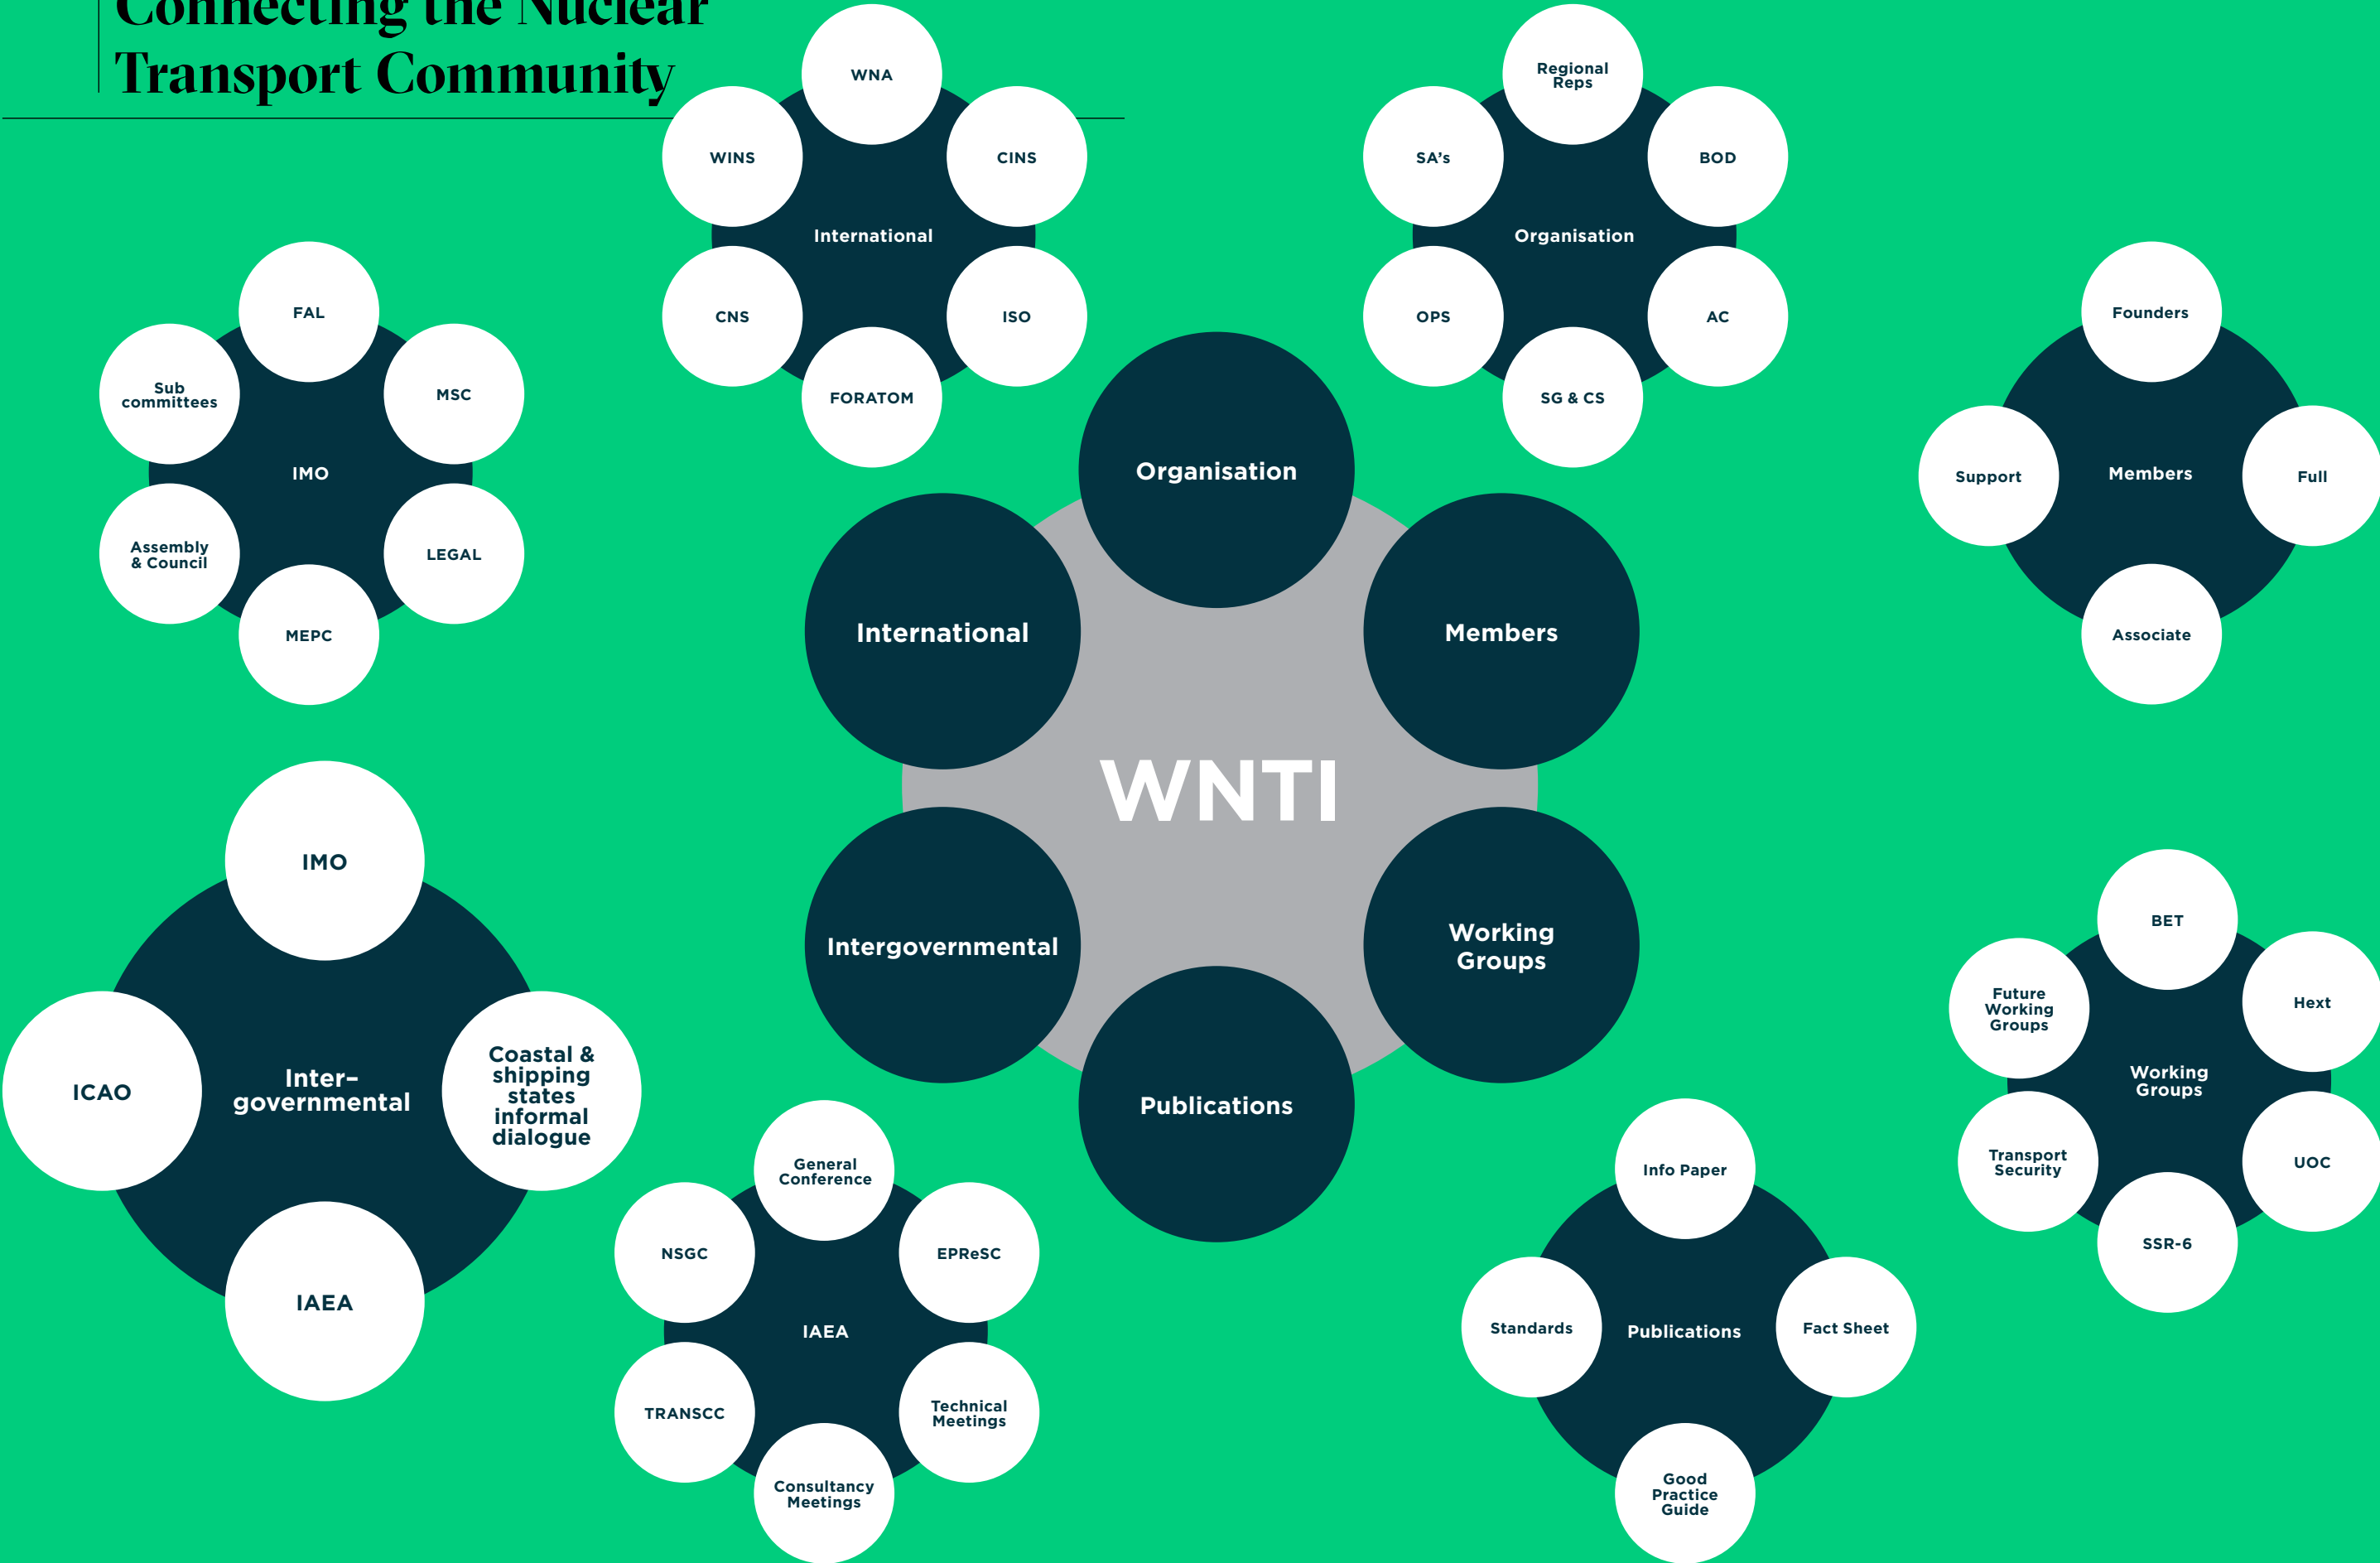 Connecting the Nuclear
Transport Community
WNA
WINS
CINS
International
CNS
ISO
FORATOM
Regional
Reps
SA's
BOD
Organisation
OPS
AC
SG & CS
FAL
Sub
committees
MSC
IMO
Assembly
& Council
LEGAL
MEPC
Founders
Support
Members
Full
Associate
Organisation
International
Members
WNTI
Intergovernmental
Working
Groups
Publications
IMO
ICAO
Inter–
governmental
Coastal &
shipping
states
informal
dialogue
IAEA
General
Conference
NSGC
EPReSC
IAEA
TRANSCC
Technical
Meetings
Consultancy
Meetings
Info Paper
Standards
Publications
Fact Sheet
Good
Practice
Guide
BET
Future
Working
Groups
Hext
Working
Groups
Transport
Security
UOC
SSR-6